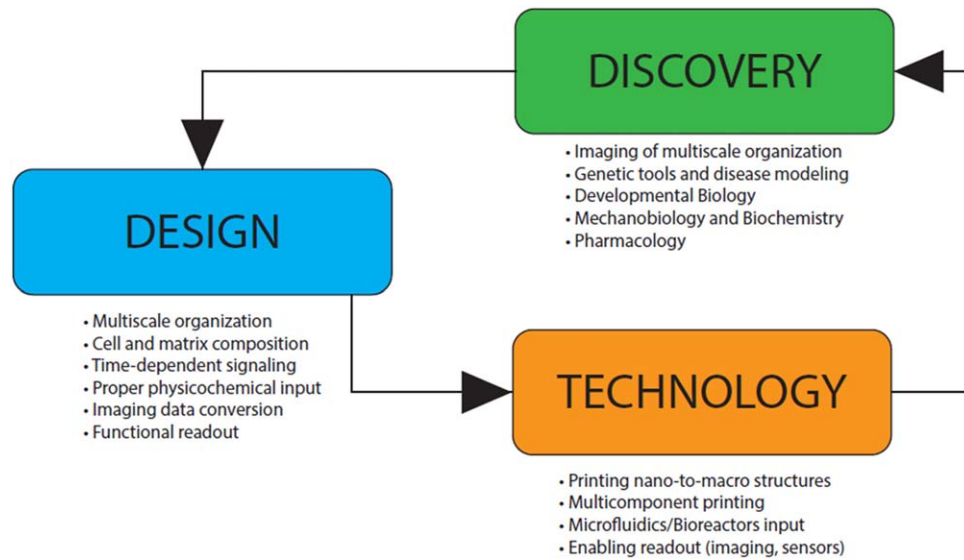 DISCOVERY
• Imaging of multiscale organization
• Genetic tools and disease modeling
• Developmental Biology
• Mechanobiology and Biochemistry
• Pharmacology
DESIGN
• Multiscale organization
• Cell and matrix composition
• Time-dependent signaling
• Proper physicochemical input
• Imaging data conversion
• Functional readout
TECHNOLOGY
• Printing nano-to-macro structures
• Multicomponent printing
• Microfluidics/Bioreactors input
• Enabling readout (imaging, sensors)